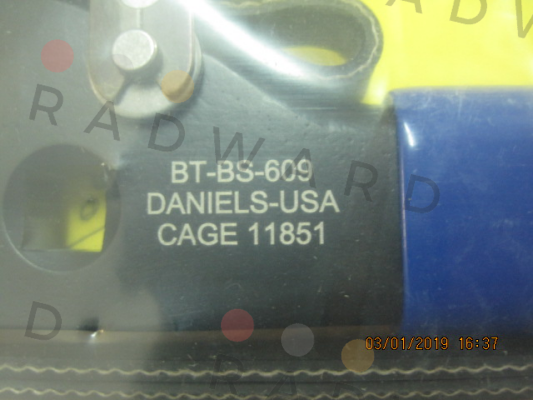 RADWARD
BT-BS-609
DANIELS-USA
CAGE 11851
03/01/2019 16:37